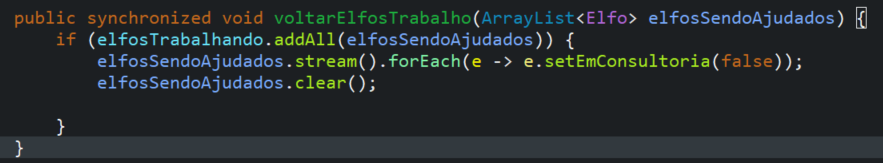 public synchronized void voltarElfosTrabalho(ArrayList<Elfo> elfosSendoAjudados) {
    if (elfosTrabalhando.addAll(elfosSendoAjudados)) {
        elfosSendoAjudados.stream().forEach(e -> e.setEmConsultoria(false));
        elfosSendoAjudados.clear();
    }
}